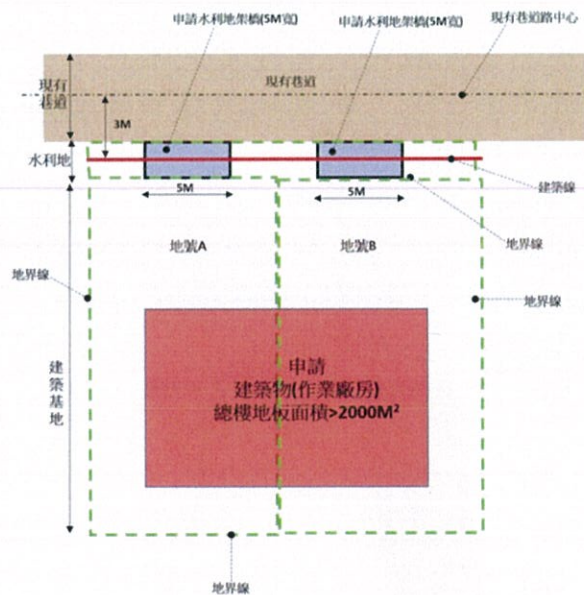 申請水利地架橋(5M寬)
申請水利地架橋(5M寬)
現有巷道路中心
現有
巷道
現有巷道
3M
水利地
5M
5M
建築線
地號A
地號B
地界線
地界線
地界線
建築基地
申請
建築物(作業廠房)
總樓地板面積>2000M²
地界線